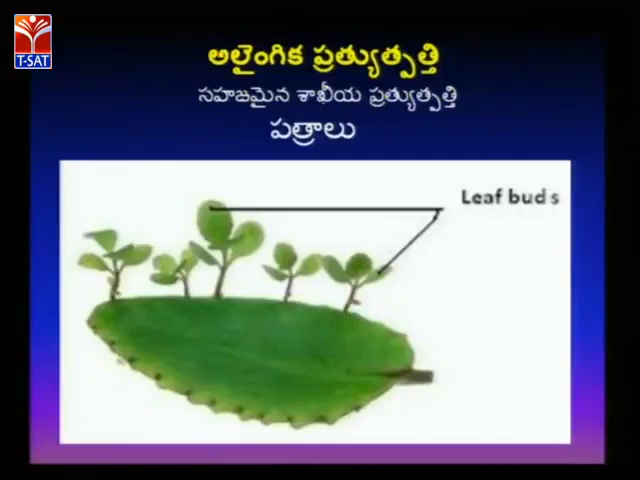 T-SAT
అలైంగిక ప్రత్యుత్పత్తి
సహజమైన శాఖీయ ప్రత్యుత్పత్తి
పత్రాలు
Leaf buds